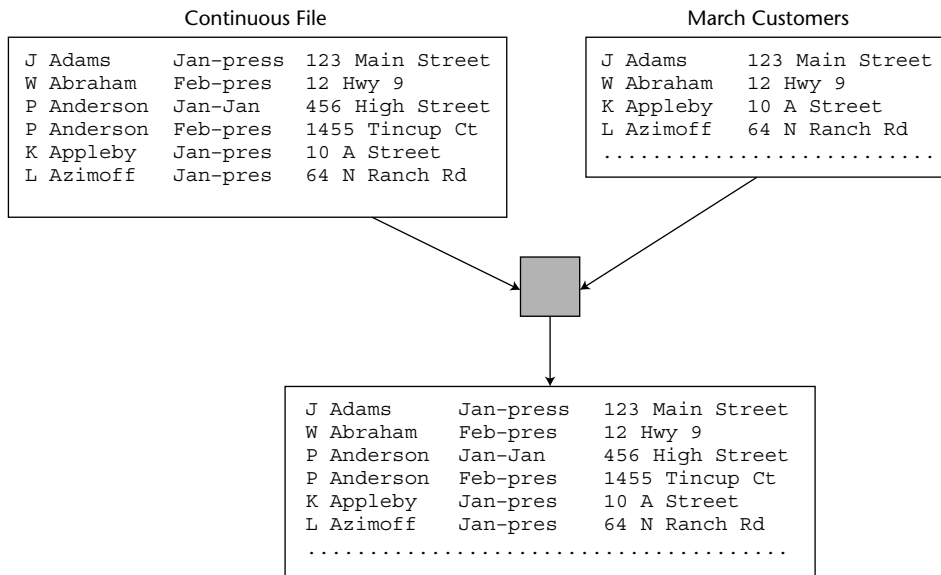 Continuous File
J Adams Jan-press 123 Main Street
W Abraham Feb-pres 12 Hwy 9
P Anderson Jan-Jan 456 High Street
P Anderson Feb-pres 1455 Tincup Ct
K Appleby Jan-pres 10 A Street
L Azimoff Jan-pres 64 N Ranch Rd
March Customers
J Adams 123 Main Street
W Abraham 12 Hwy 9
K Appleby 10 A Street
L Azimoff 64 N Ranch Rd
...........................
J Adams Jan-press 123 Main Street
W Abraham Feb-pres 12 Hwy 9
P Anderson Jan-Jan 456 High Street
P Anderson Feb-pres 1455 Tincup Ct
K Appleby Jan-pres 10 A Street
L Azimoff Jan-pres 64 N Ranch Rd
.......................................